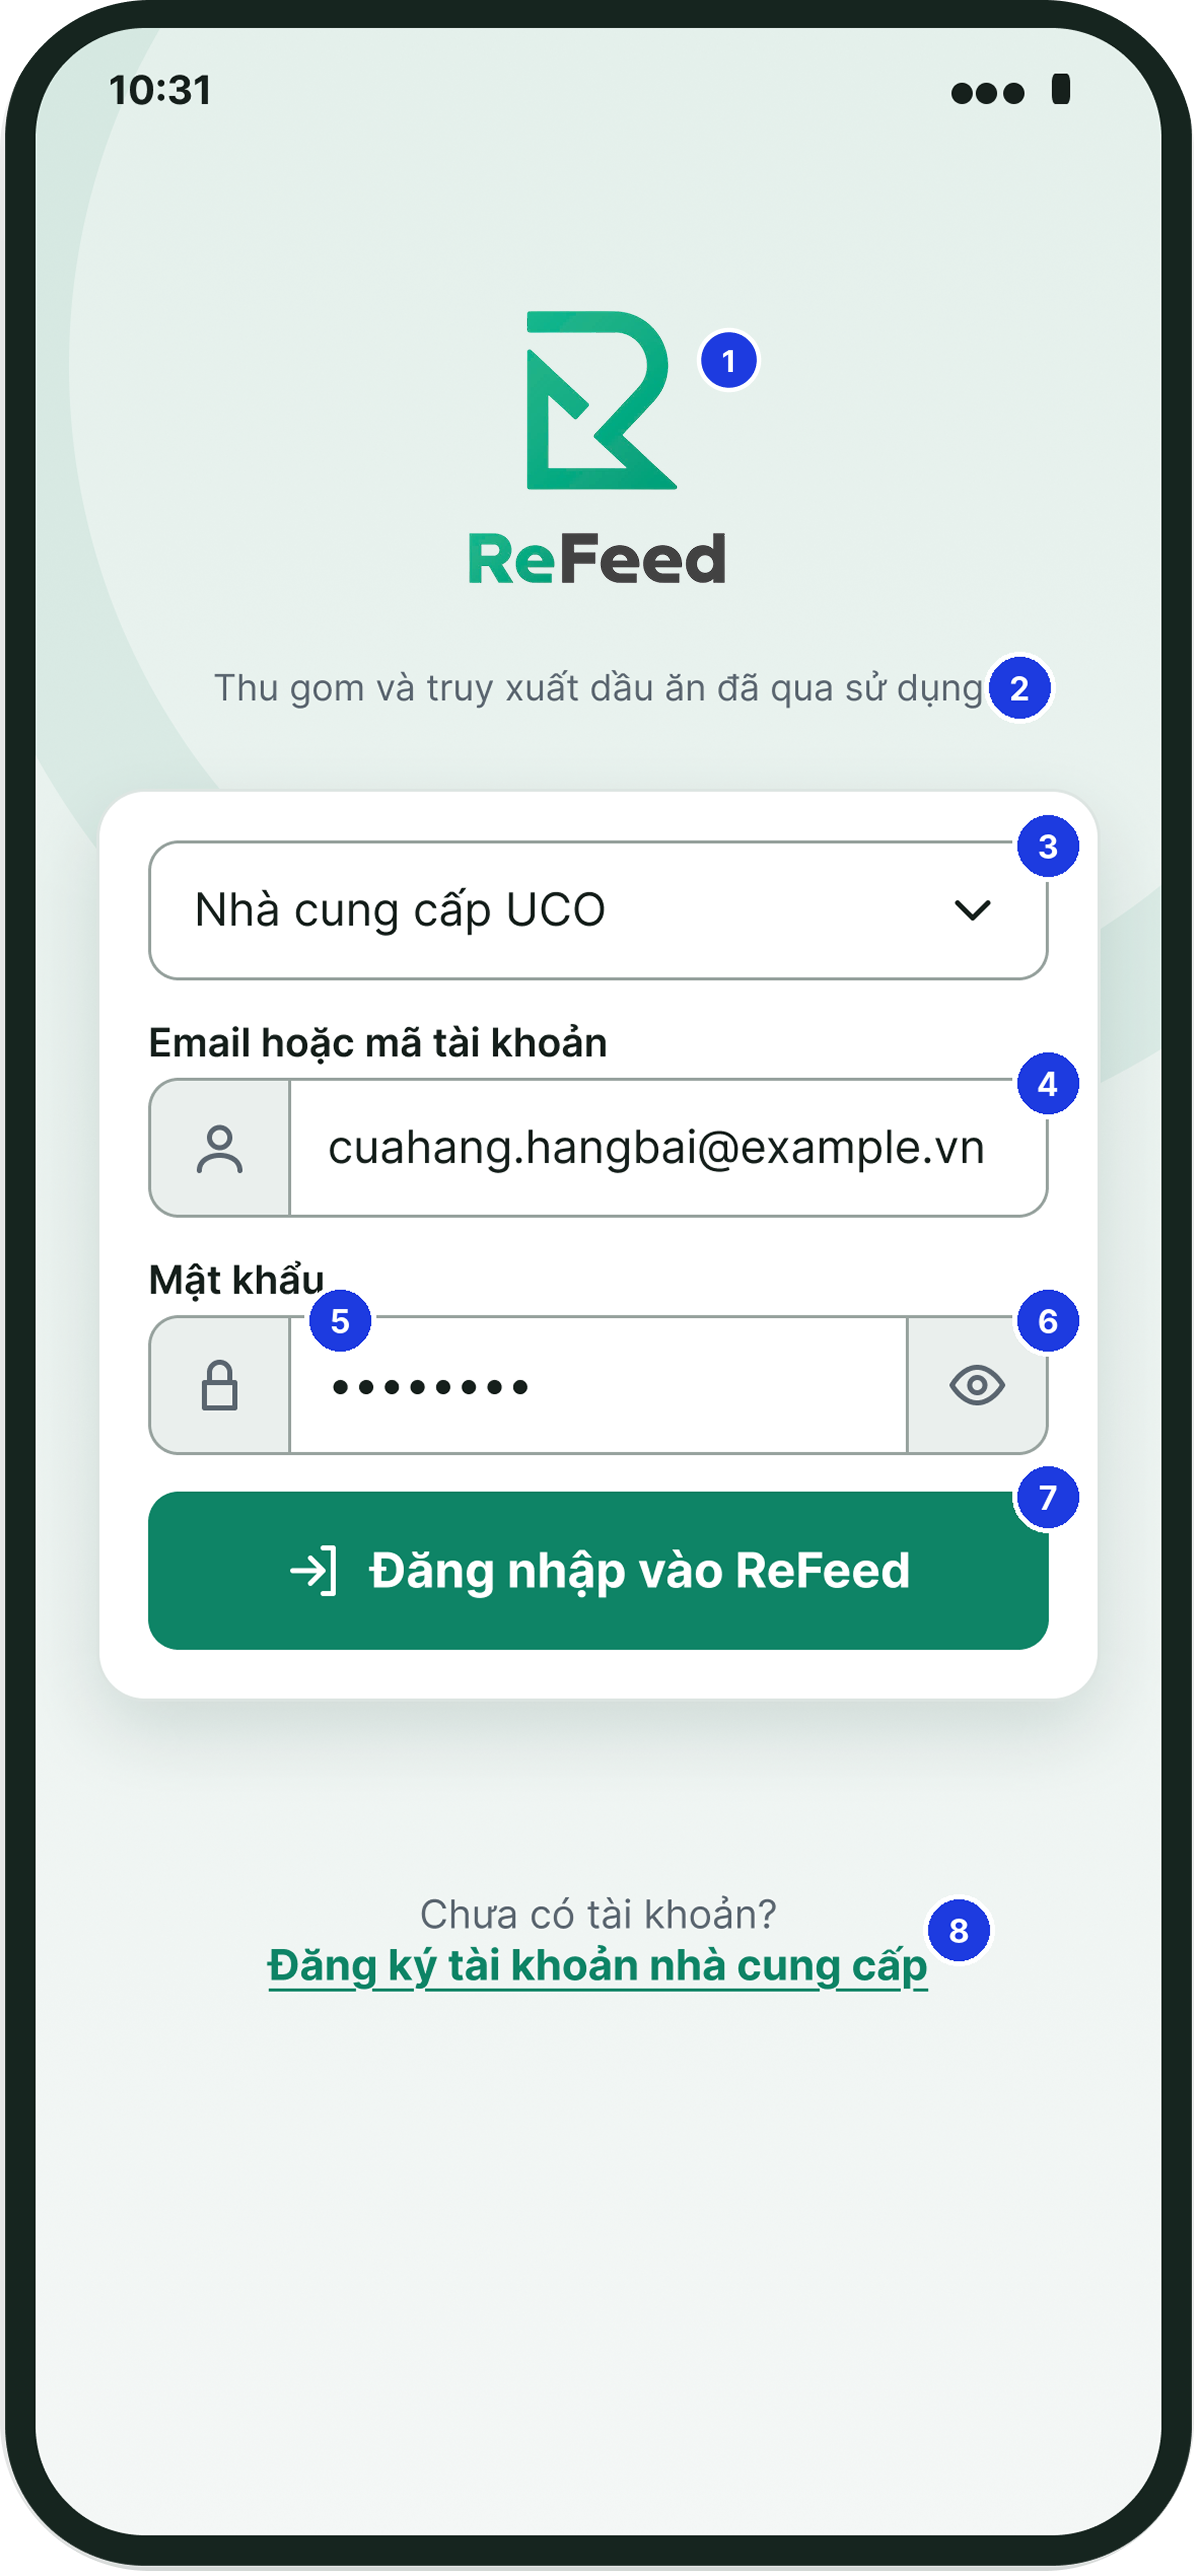 10:31
1
ReFeed
Thu gom và truy xuất dầu ăn đã qua sử dụng 2
3
Nhà cung cấp UCO
Email hoặc mã tài khoản
4
cuahang.hangbai@example.vn
Mật khẩu
5 6
••••••••
7
Đăng nhập vào ReFeed
Chưa có tài khoản?
8
Đăng ký tài khoản nhà cung cấp